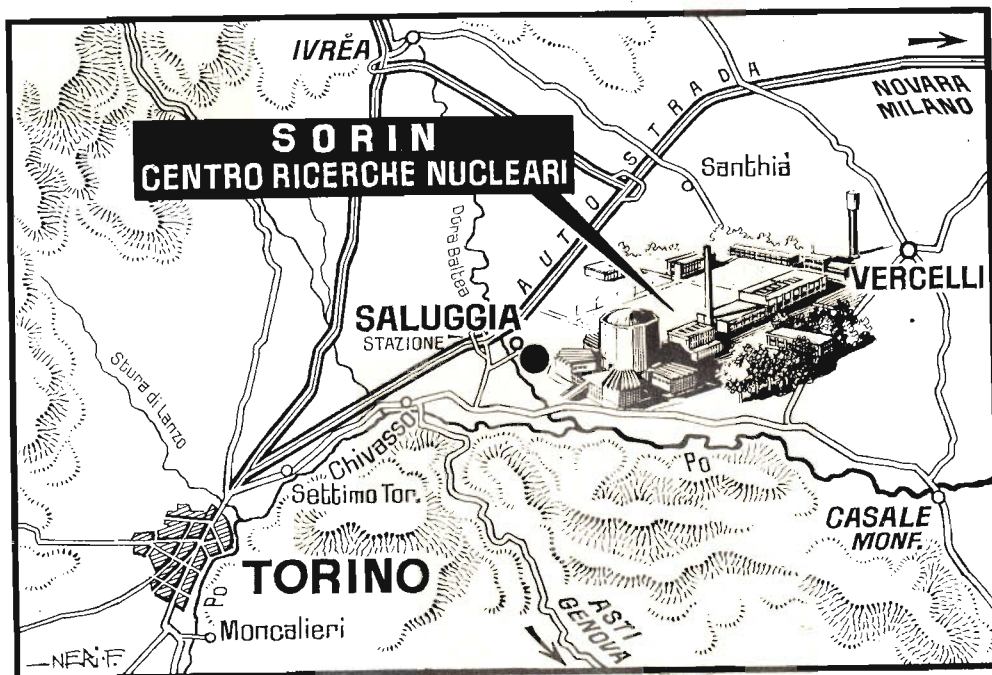 IVRĒA
NOVARA
MILANO
AUTOSTRADA
SORIN
CENTRO RICERCHE NUCLEARI
Santhià
Dora Baltea
VERCELLI
SALUGGIA
STAZIONE
Stura di Lanzo
Chivasso
Po
Settimo Tor.
CASALE
MONF.
TORINO
Po
Moncalieri
ASTI
GENOVA
NERI·F.